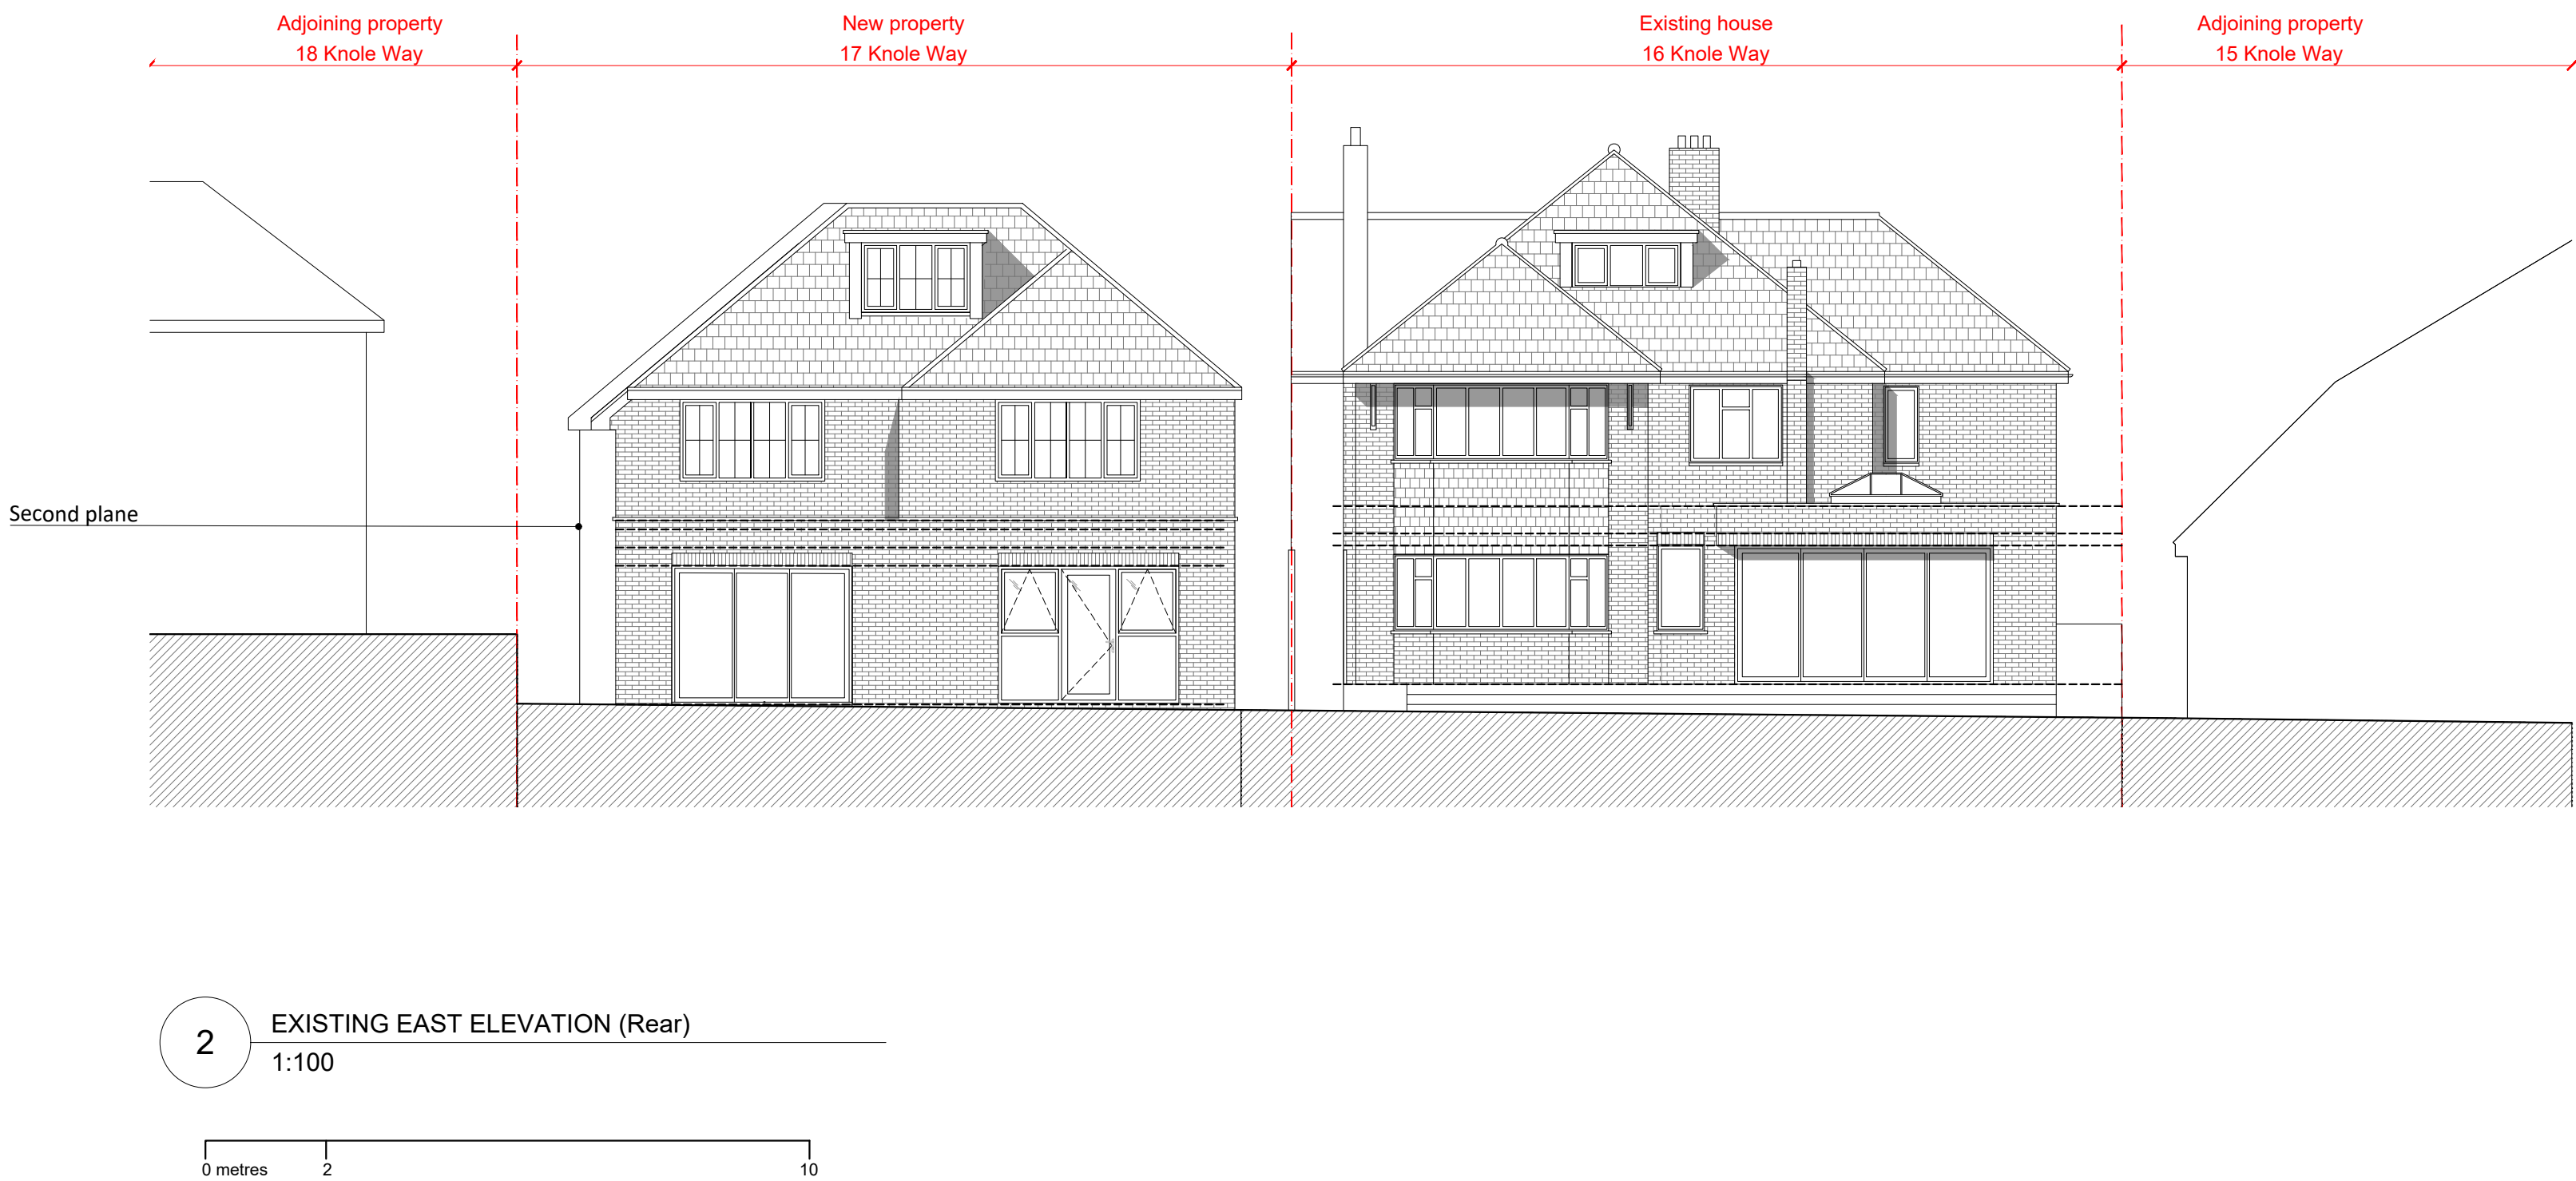 Adjoining property
18 Knole Way
New property
17 Knole Way
Existing house
16 Knole Way
Adjoining property
15 Knole Way
Second plane
2
EXISTING EAST ELEVATION (Rear)
1:100
0 metres
2
10